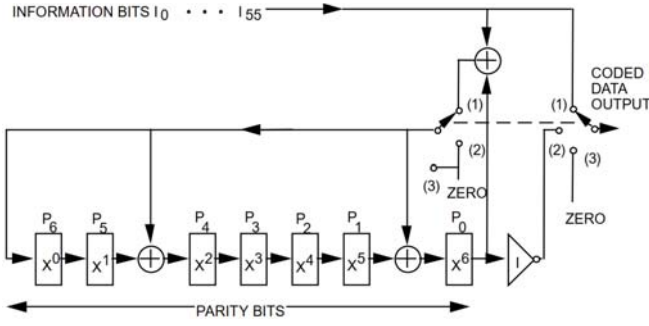 INFORMATION BITS I0 · · · I55
CODED
DATA
OUTPUT
(1)
(1)
(2)
(2)
(3)
(3)
ZERO
ZERO
P6 P5 P4 P3 P2 P1 P0
X0 X1 X2 X3 X4 X5 X6 I
PARITY BITS